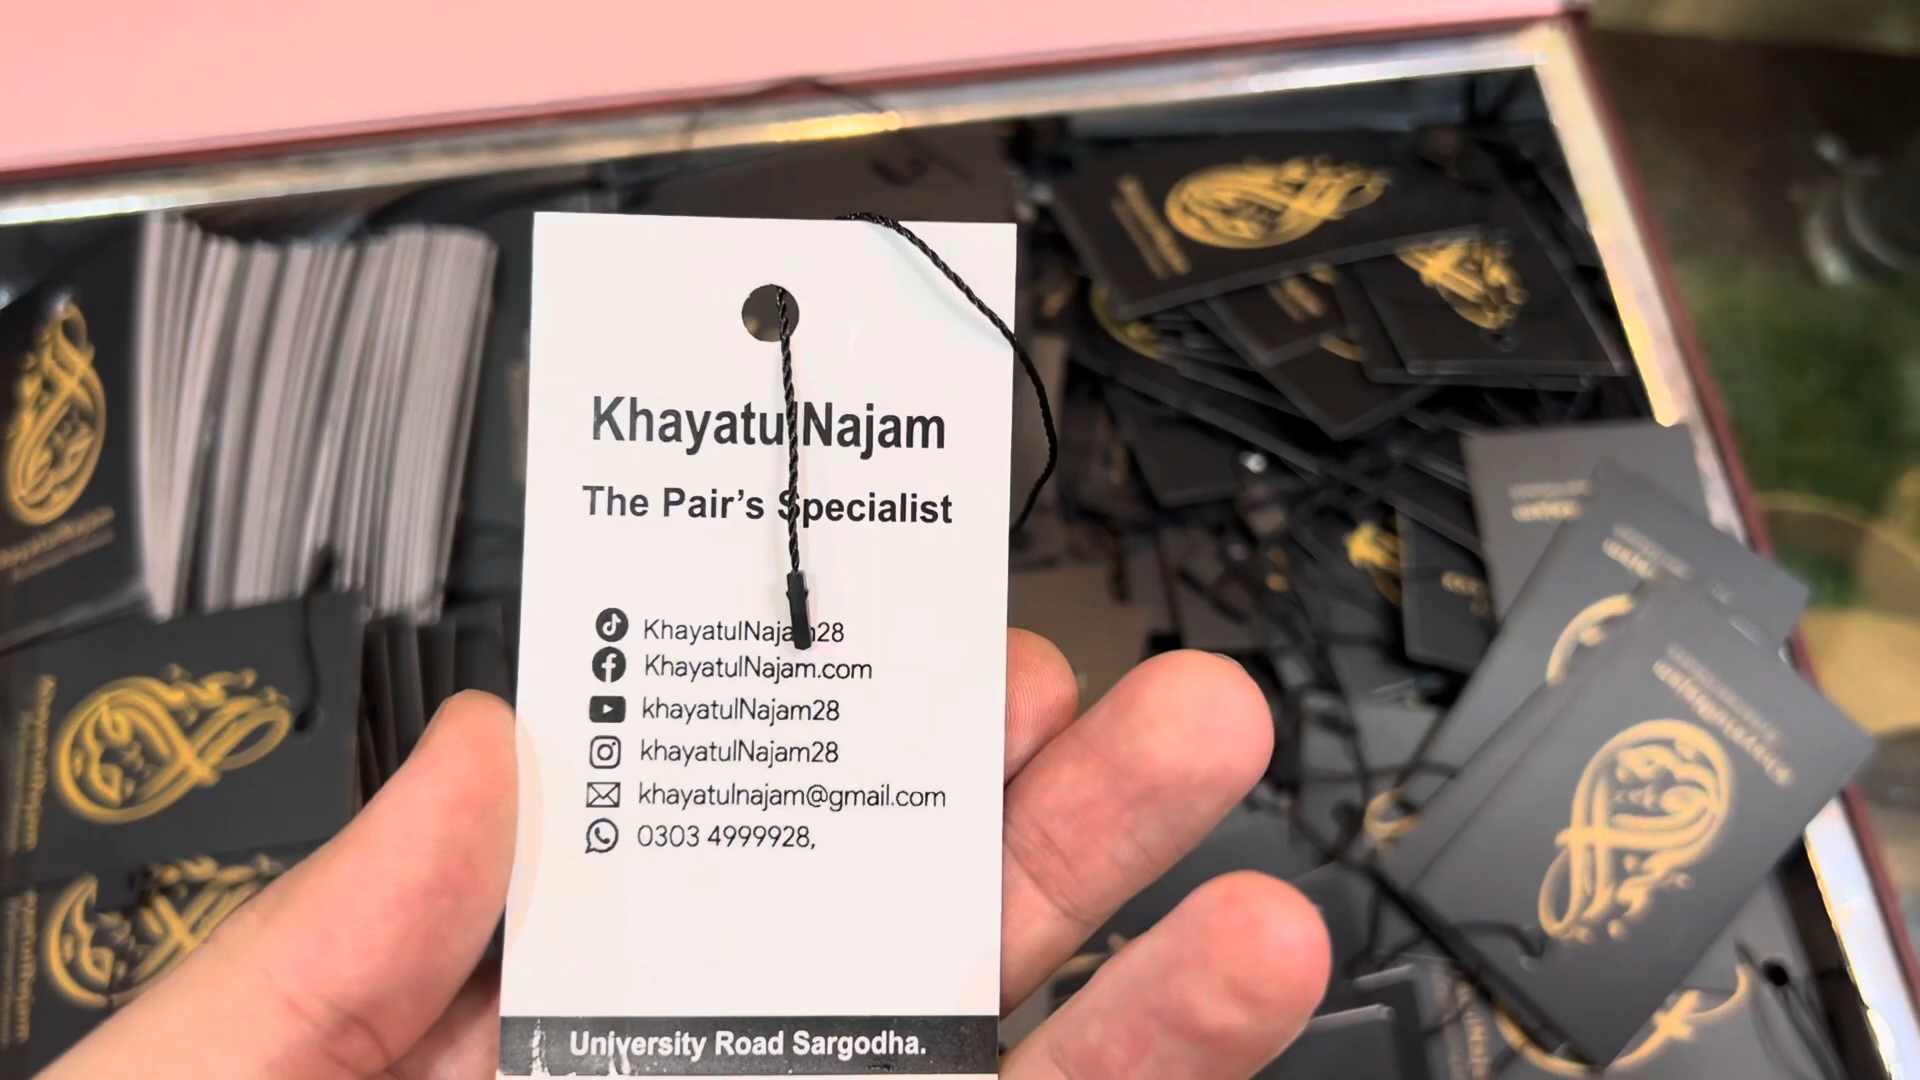 KhayatulNajam
The Pair's Specialist
KhayatulNajam28
KhayatulNajam.com
khayatulNajam28
khayatulNajam28
khayatulnajam@gmail.com
0303 4999928,
University Road Sargodha.